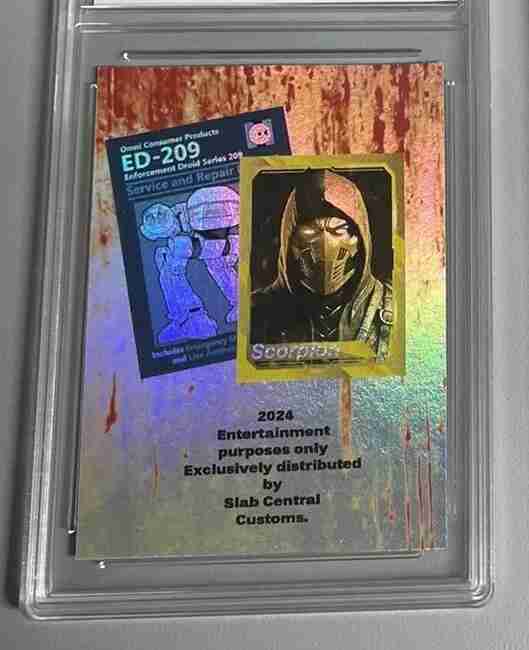 Omni Consumer Products
ED-209
Enforcement Droid Series 209
Service and Repair
Includes Emergency
and Line
Scorpion
2024
Entertainment
purposes only
Exclusively distributed
by
Slab Central
Customs.